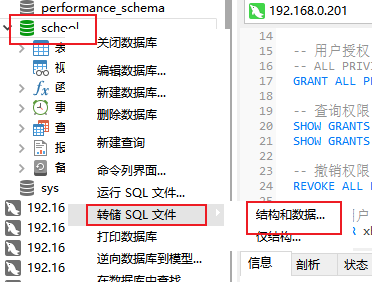 performance_schema
school
表
视
函
事
查
报
备
sys
192.16
192.16
192.16
192.16
关闭数据库
编辑数据库...
新建数据库...
删除数据库
新建查询
命令列界面...
运行 SQL 文件...
转储 SQL 文件
打印数据库
逆向数据库到模型...
在数据库中查找...
结构和数据...
仅结构...
192.168.0.201
14
15 -- 用户授权
16 -- ALL PRIV
17 GRANT ALL P
18
19 -- 查询权限
20 SHOW GRANTS
21 SHOW GRANTS
22
23 -- 撤销权限
24 REVOKE ALL
户
信息 剖析 状态